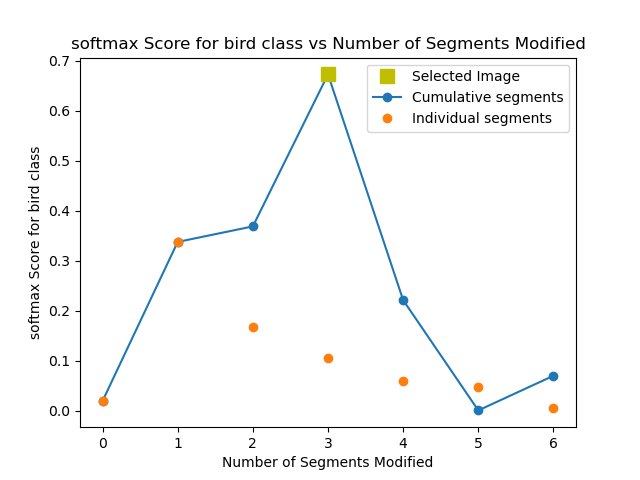 softmax Score for bird class vs Number of Segments Modified
Selected Image
Cumulative segments
Individual segments
softmax Score for bird class
0.7
0.6
0.5
0.4
0.3
0.2
0.1
0.0
0 1 2 3 4 5 6
Number of Segments Modified